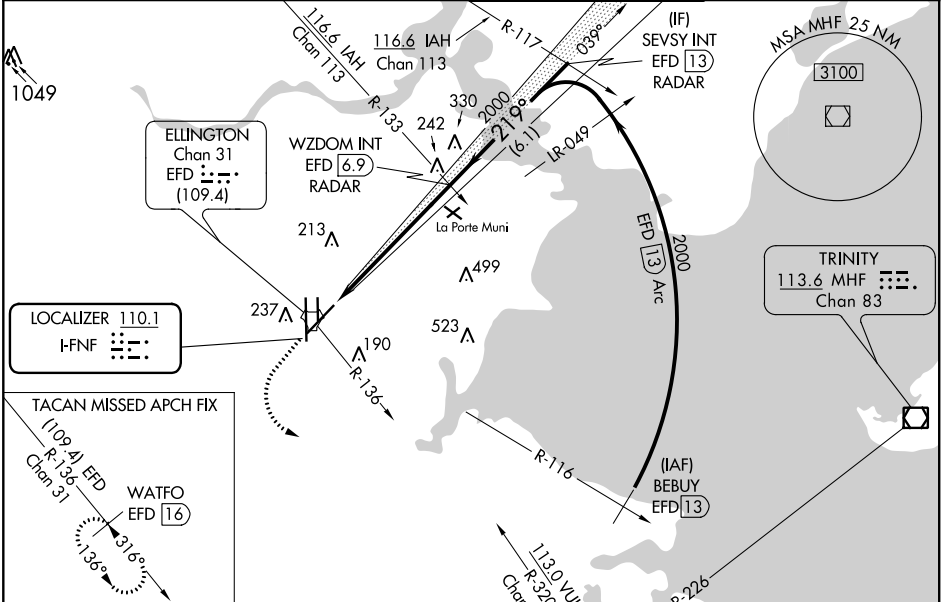 116.6 IAH
Chan 113
R-133
116.6 IAH
Chan 113
R-117
039°
(IF)
SEVSY INT
EFD 13
RADAR
MSA MHF 25 NM
3100
1049
330
242
2000
219°
(6.1)
LR-049
ELLINGTON
Chan 31
EFD
(109.4)
WZDOM INT
EFD 6.9
RADAR
La Porte Muni
213
499
EFD 13 Arc
2000
TRINITY
113.6 MHF
Chan 83
237
523
190
LOCALIZER 110.1
I-FNF
R-136
TACAN MISSED APCH FIX
(109.4) EFD
R-136
Chan 31
WATFO
EFD 16
316°
136°
R-116
(IAF)
BEBUY
EFD 13
113.0 VU
R-320
Cha
R-226